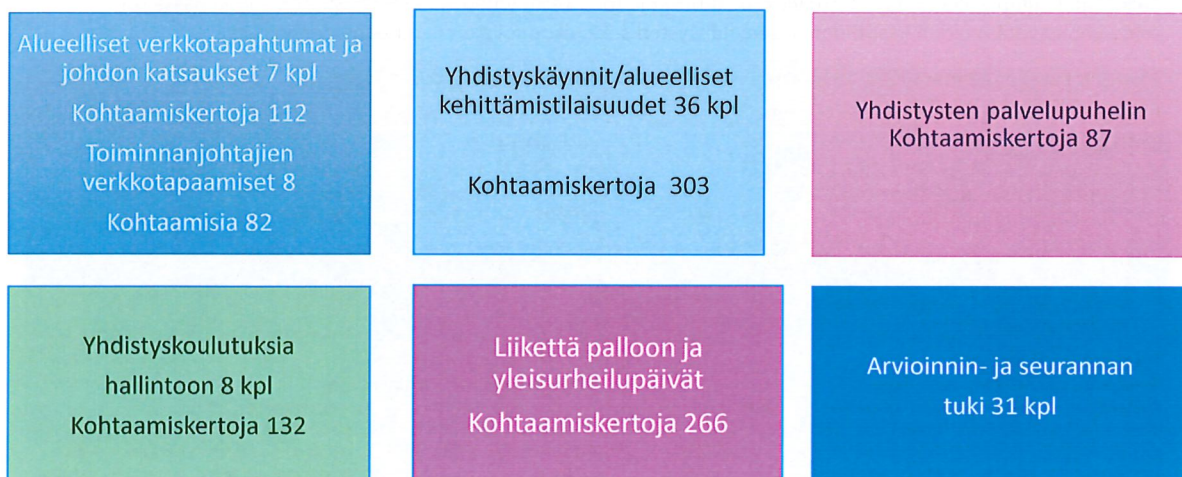 Alueelliset verkkotapahtumat ja
johdon katsaukset 7 kpl
Kohtaamiskertoja 112
Toiminnanjohtajien
verkkotapaamiset 8
Kohtaamisia 82
Yhdistyskäynnit/alueelliset
kehittämistilaisuudet 36 kpl
Kohtaamiskertoja 303
Yhdistysten palvelupuhelin
Kohtaamiskertoja 87
Yhdistyskoulutuksia
hallintoon 8 kpl
Kohtaamiskertoja 132
Liikettä palloon ja
yleisurheilupäivät
Kohtaamiskertoja 266
Arvioinnin- ja seurannan
tuki 31 kpl